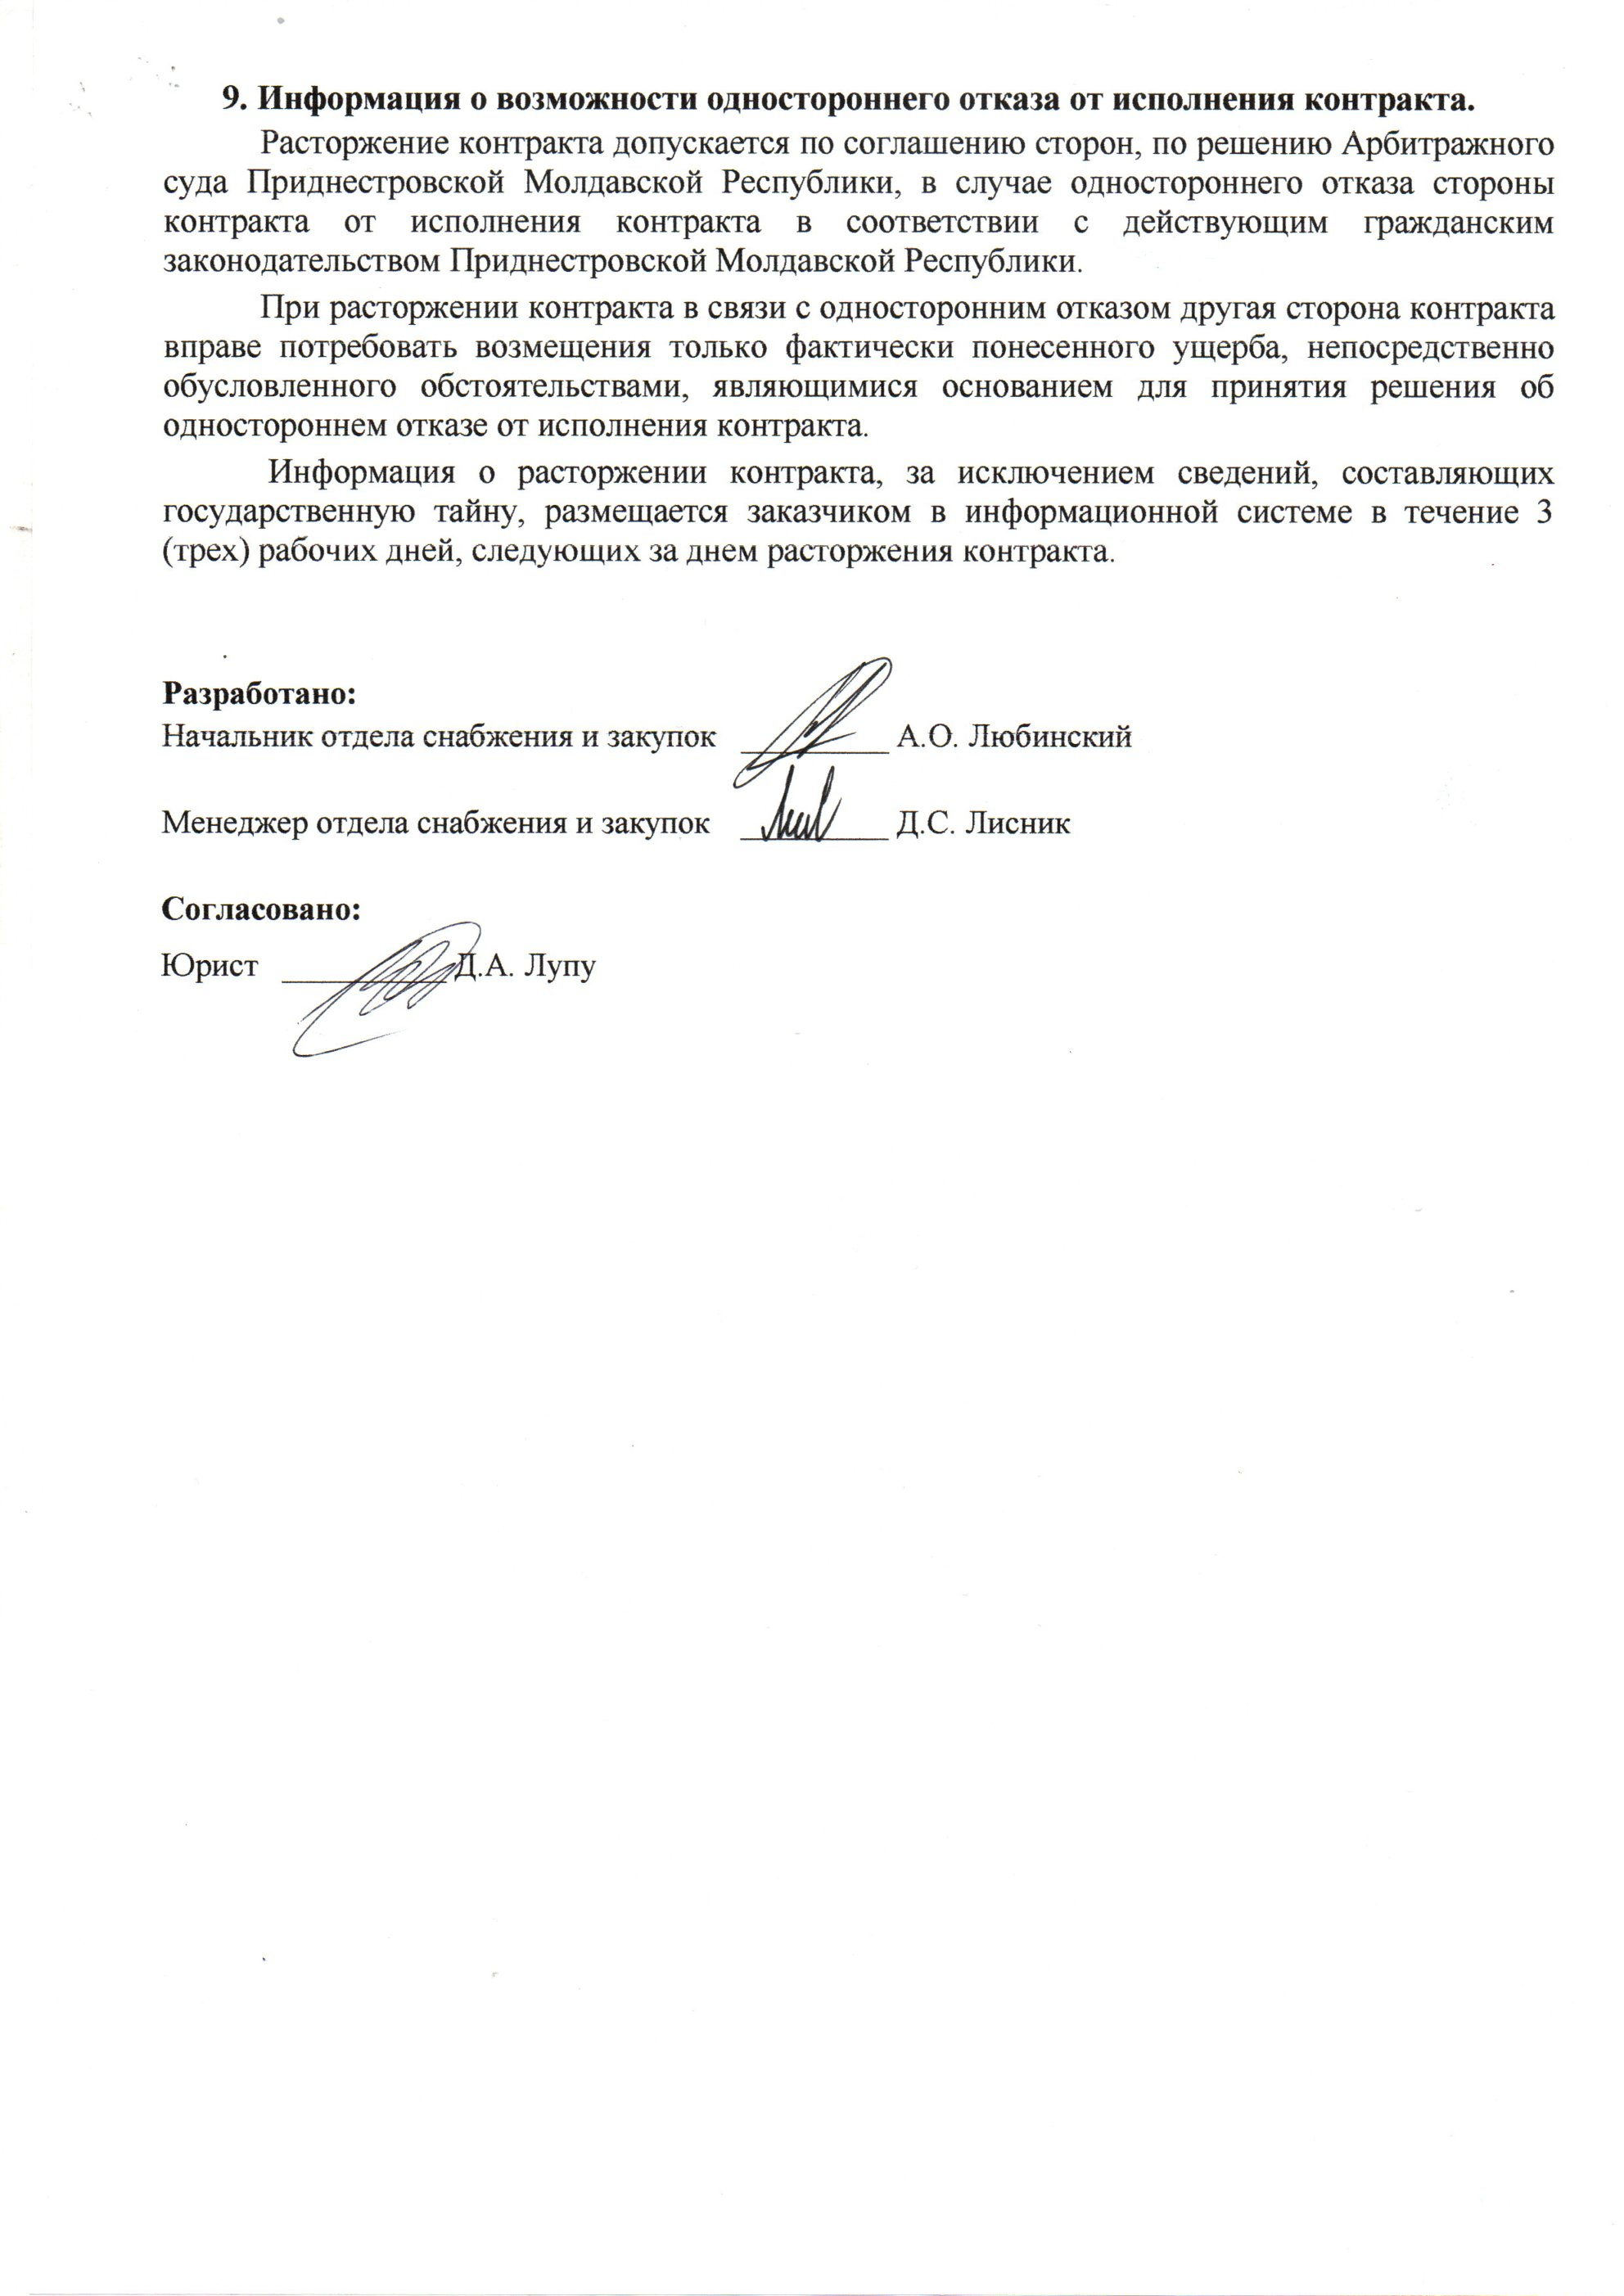 9. Информация о возможности одностороннего отказа от исполнения контракта.
Расторжение контракта допускается по соглашению сторон, по решению Арбитражного
суда Приднестровской Молдавской Республики, в случае одностороннего отказа стороны
контракта от исполнения контракта в соответствии с действующим гражданским
законодательством Приднестровской Молдавской Республики.
При расторжении контракта в связи с односторонним отказом другая сторона контракта
вправе потребовать возмещения только фактически понесенного ущерба, непосредственно
обусловленного обстоятельствами, являющимися основанием для принятия решения об
одностороннем отказе от исполнения контракта.
Информация о расторжении контракта, за исключением сведений, составляющих
государственную тайну, размещается заказчиком в информационной системе в течение 3
(трех) рабочих дней, следующих за днем расторжения контракта.
Разработано:
Начальник отдела снабжения и закупок _________ А.О. Любинский
Менеджер отдела снабжения и закупок _________ Д.С. Лисник
Согласовано:
Юрист __________ Д.А. Лупу